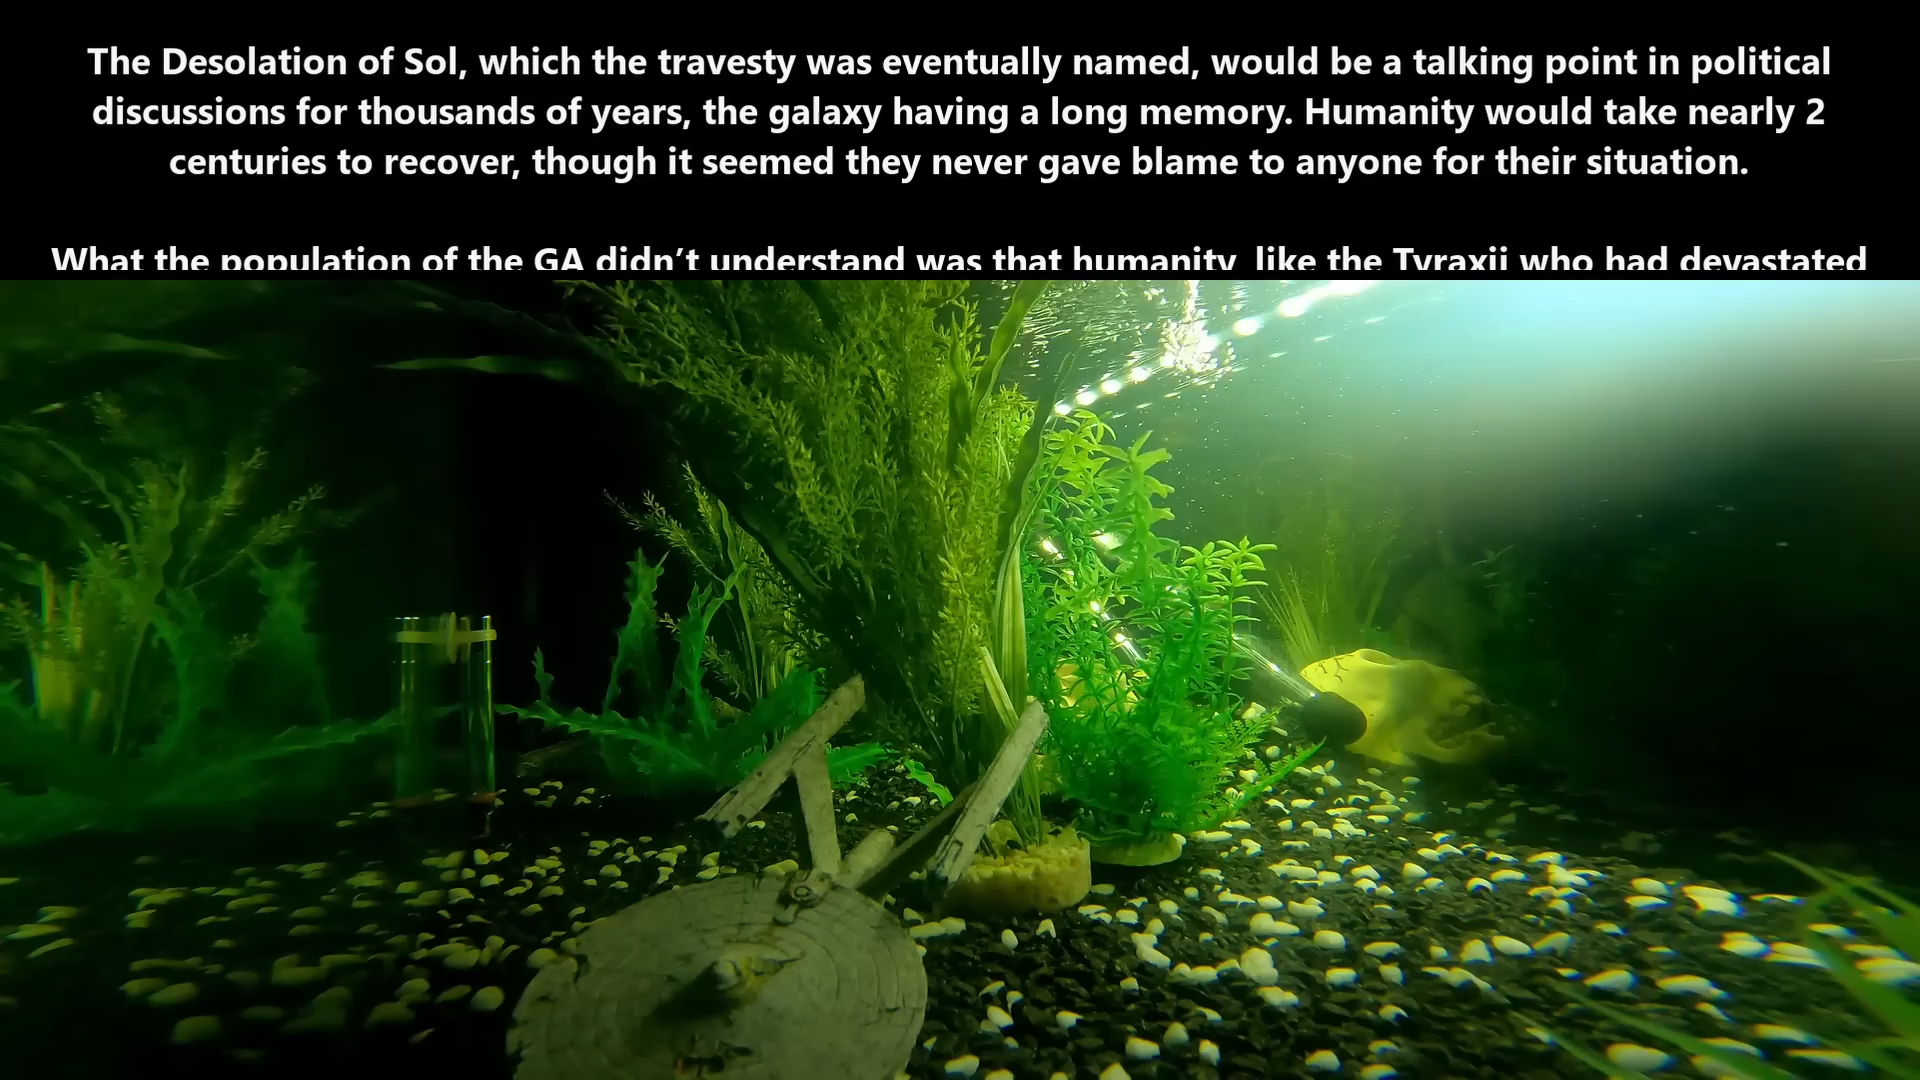 The Desolation of Sol, which the travesty was eventually named, would be a talking point in political
discussions for thousands of years, the galaxy having a long memory. Humanity would take nearly 2
centuries to recover, though it seemed they never gave blame to anyone for their situation.
What the population of the GA didn’t understand was that humanity, like the Tyraxii who had devastated